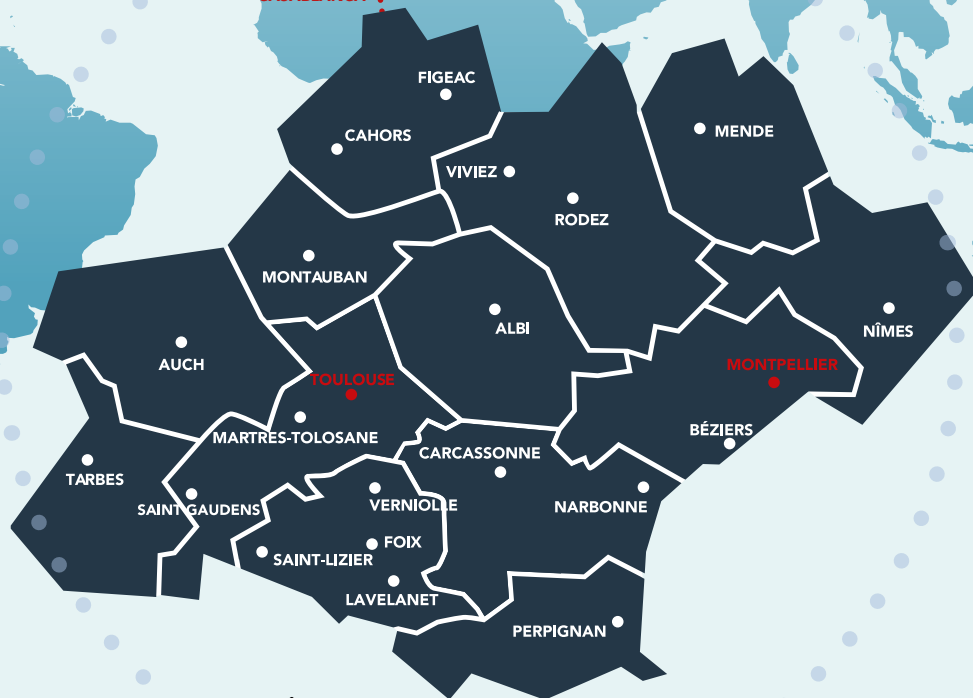 FIGEAC
CAHORS
MENDE
VIVIEZ
RODEZ
MONTAUBAN
ALBI
NÎMES
AUCH
MONTPELLIER
TOULOUSE
MARTRES-TOLOSANE
BÉZIERS
CARCASSONNE
TARBES
SAINT-GAUDENS
VERNIOLLE
NARBONNE
FOIX
SAINT-LIZIER
LAVELANET
PERPIGNAN